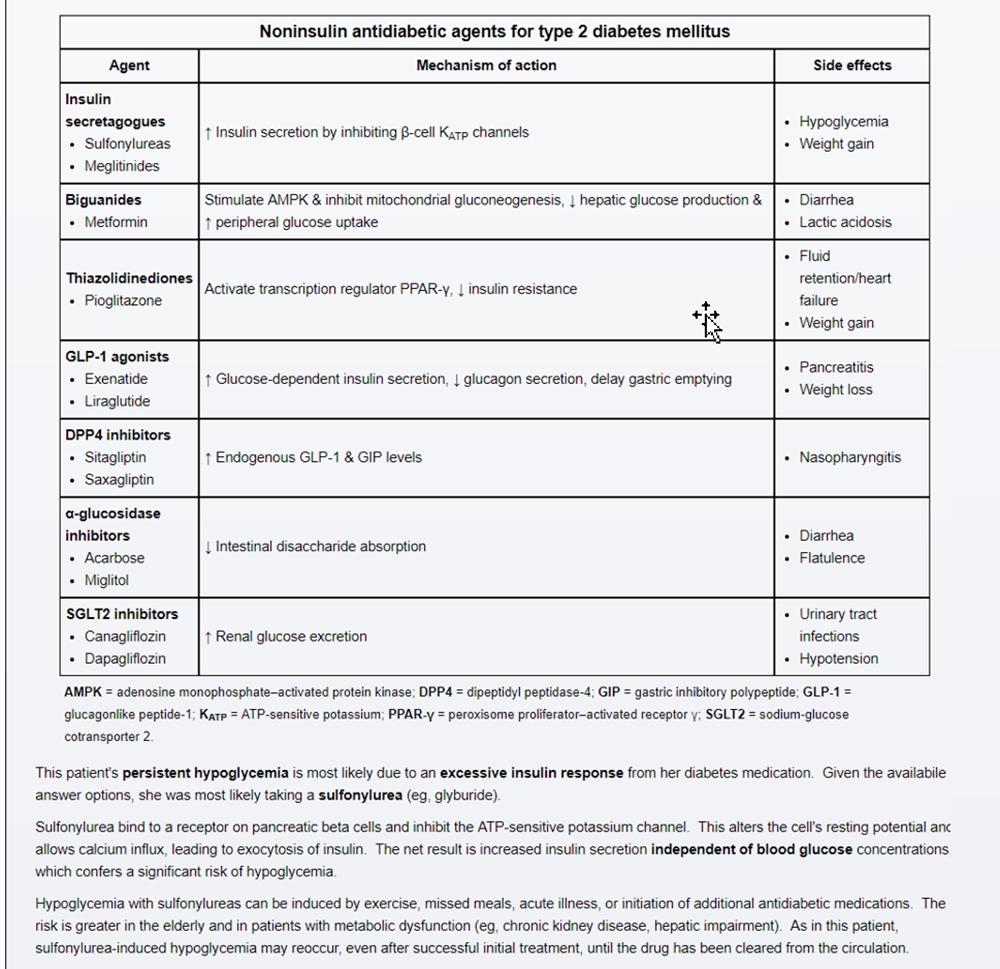 Noninsulin antidiabetic agents for type 2 diabetes mellitus
Agent
Mechanism of action
Side effects
Insulin
secretagogues
• Sulfonylureas
• Meglitinides
↑ Insulin secretion by inhibiting β-cell KATP channels
• Hypoglycemia
• Weight gain
Biguanides
• Metformin
Stimulate AMPK & inhibit mitochondrial gluconeogenesis, ↓ hepatic glucose production &
↑ peripheral glucose uptake
• Diarrhea
• Lactic acidosis
Thiazolidinediones
• Pioglitazone
Activate transcription regulator PPAR-γ, ↓ insulin resistance
• Fluid
retention/heart
failure
• Weight gain
GLP-1 agonists
• Exenatide
• Liraglutide
↑ Glucose-dependent insulin secretion, ↓ glucagon secretion, delay gastric emptying
• Pancreatitis
• Weight loss
DPP4 inhibitors
• Sitagliptin
• Saxagliptin
↑ Endogenous GLP-1 & GIP levels
• Nasopharyngitis
α-glucosidase
inhibitors
• Acarbose
• Miglitol
↓ Intestinal disaccharide absorption
• Diarrhea
• Flatulence
SGLT2 inhibitors
• Canagliflozin
• Dapagliflozin
↑ Renal glucose excretion
• Urinary tract
infections
• Hypotension
AMPK = adenosine monophosphate–activated protein kinase; DPP4 = dipeptidyl peptidase-4; GIP = gastric inhibitory polypeptide; GLP-1 =
glucagonlike peptide-1; KATP = ATP-sensitive potassium; PPAR-γ = peroxisome proliferator–activated receptor γ; SGLT2 = sodium-glucose
cotransporter 2.
This patient's persistent hypoglycemia is most likely due to an excessive insulin response from her diabetes medication. Given the availabile
answer options, she was most likely taking a sulfonylurea (eg, glyburide).
Sulfonylurea bind to a receptor on pancreatic beta cells and inhibit the ATP-sensitive potassium channel. This alters the cell's resting potential and
allows calcium influx, leading to exocytosis of insulin. The net result is increased insulin secretion independent of blood glucose concentrations
which confers a significant risk of hypoglycemia.
Hypoglycemia with sulfonylureas can be induced by exercise, missed meals, acute illness, or initiation of additional antidiabetic medications. The
risk is greater in the elderly and in patients with metabolic dysfunction (eg, chronic kidney disease, hepatic impairment). As in this patient,
sulfonylurea-induced hypoglycemia may reoccur, even after successful initial treatment, until the drug has been cleared from the circulation.